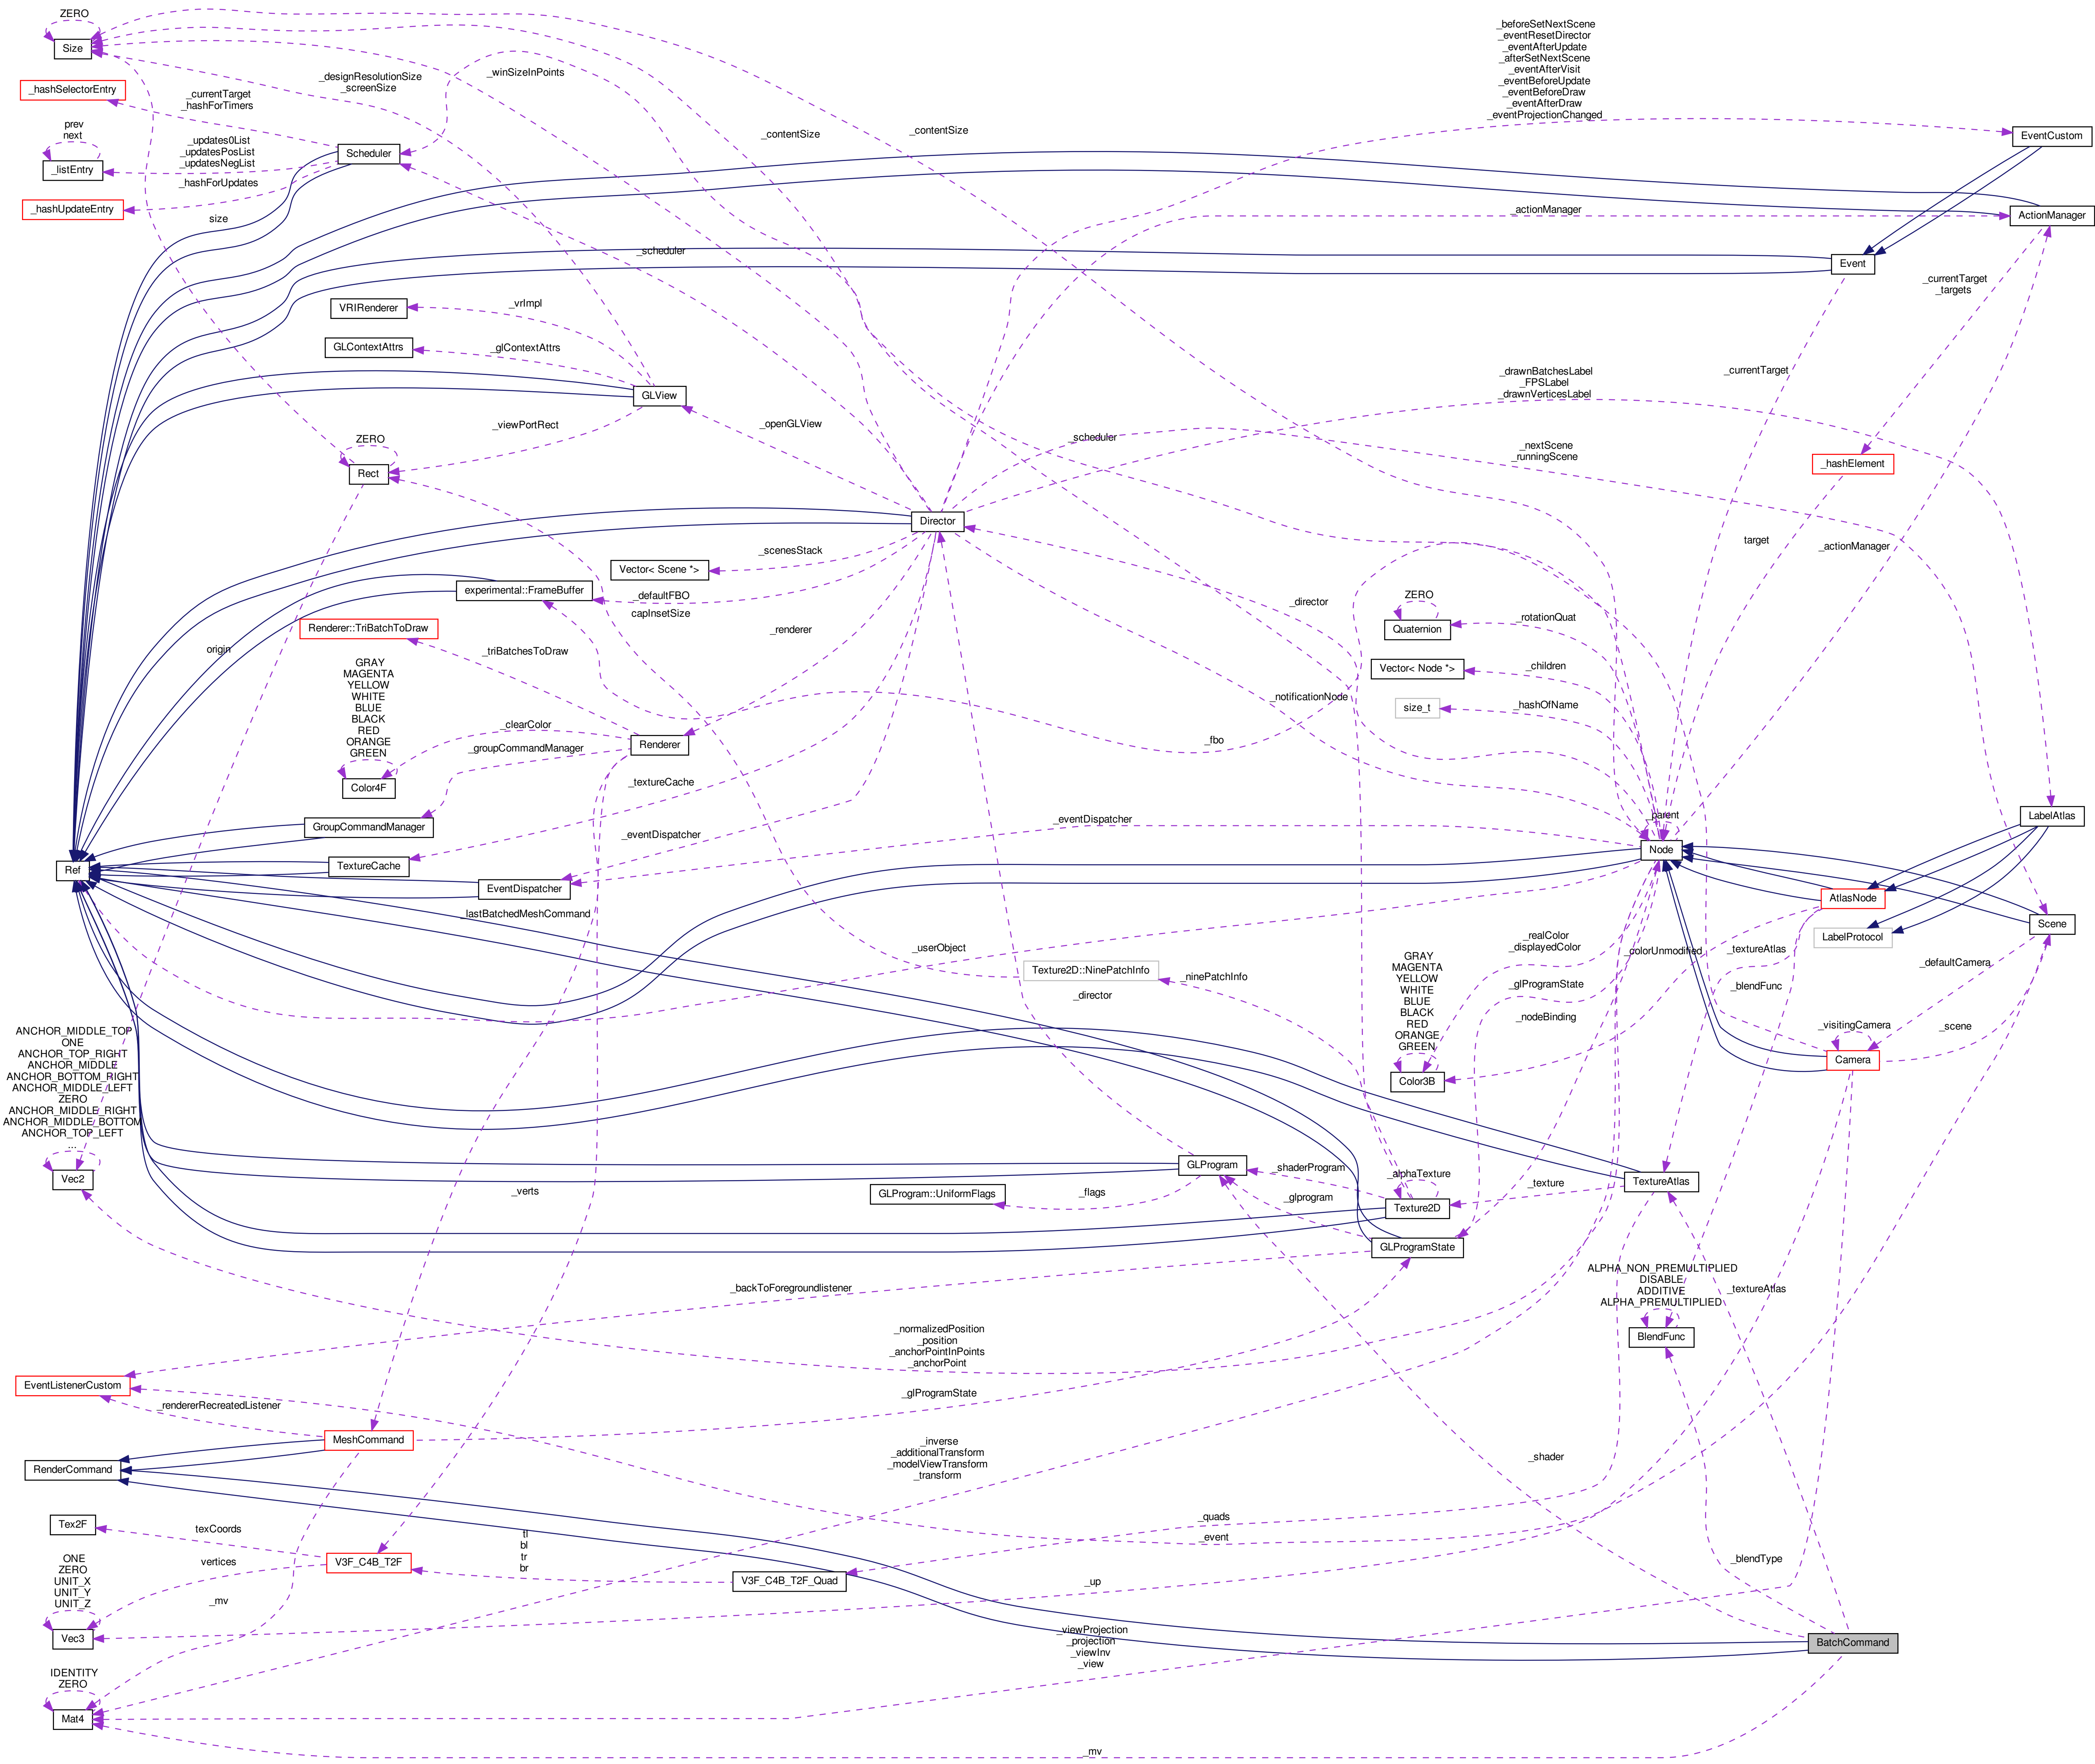 ZERO
Size
_hashSelectorEntry
prev
next
_listEntry
_hashUpdateEntry
_currentTarget
_hashForTimers
_updates0List
_updatesPosList
_updatesNegList
_hashForUpdates
size
_designResolutionSize
_screenSize
Scheduler
_winSizeInPoints
_scheduler
_contentSize
_contentSize
_beforeSetNextScene
_eventResetDirector
_eventAfterUpdate
_afterSetNextScene
_eventAfterVisit
_eventBeforeUpdate
_eventBeforeDraw
_eventAfterDraw
_eventProjectionChanged
EventCustom
_actionManager
ActionManager
Event
_currentTarget
_targets
VRIRenderer
_vrImpl
GLContextAttrs
_glContextAttrs
GLView
_viewPortRect
_openGLView
ZERO
Rect
_currentTarget
_drawnBatchesLabel
_FPSLabel
_drawnVerticesLabel
_scheduler
_nextScene
_runningScene
_hashElement
Director
target
_actionManager
_scenesStack
Vector< Scene *>
experimental::FrameBuffer
_defaultFBO
capInsetSize
_director
ZERO
Quaternion
_rotationQuat
Renderer::TriBatchToDraw
_triBatchesToDraw
_renderer
origin
Vector< Node *>
_children
_notificationNode
size_t
_hashOfName
GRAY
MAGENTA
YELLOW
WHITE
BLUE
BLACK
RED
ORANGE
GREEN
Color4F
_clearColor
_groupCommandManager
Renderer
_fbo
_textureCache
GroupCommandManager
_eventDispatcher
_eventDispatcher
_parent
Node
LabelAtlas
Ref
TextureCache
EventDispatcher
AtlasNode
_lastBatchedMeshCommand
LabelProtocol
Scene
_userObject
_realColor
_displayedColor
_colorUnmodified
_textureAtlas
_defaultCamera
Texture2D::NinePatchInfo
_ninePatchInfo
_glProgramState
_blendFunc
_director
_nodeBinding
GRAY
MAGENTA
YELLOW
WHITE
BLUE
BLACK
RED
ORANGE
GREEN
Color3B
_visitingCamera
Camera
_scene
ANCHOR_MIDDLE_TOP
ONE
ANCHOR_TOP_RIGHT
ANCHOR_MIDDLE
ANCHOR_BOTTOM_RIGHT
ANCHOR_MIDDLE_LEFT
ZERO
ANCHOR_MIDDLE_RIGHT
ANCHOR_MIDDLE_BOTTOM
ANCHOR_TOP_LEFT
...
Vec2
_verts
GLProgram
_shaderProgram
_alphaTexture
Texture2D
_texture
TextureAtlas
GLProgram::UniformFlags
_flags
_glprogram
GLProgramState
_backToForegroundlistener
ALPHA_NON_PREMULTIPLIED
DISABLE
ADDITIVE
ALPHA_PREMULTIPLIED
BlendFunc
_textureAtlas
_normalizedPosition
_position
_anchorPointInPoints
_anchorPoint
EventListenerCustom
_rendererRecreatedListener
_glProgramState
MeshCommand
RenderCommand
_inverse
_additionalTransform
_modelViewTransform
_transform
_shader
Tex2F
texCoords
_quads
_event
tl
bl
tr
br
V3F_C4B_T2F
vertices
V3F_C4B_T2F_Quad
_up
_blendType
ONE
ZERO
UNIT_X
UNIT_Y
UNIT_Z
Vec3
_mv
_viewProjection
_projection
_viewInv
_view
BatchCommand
IDENTITY
ZERO
Mat4
_mv